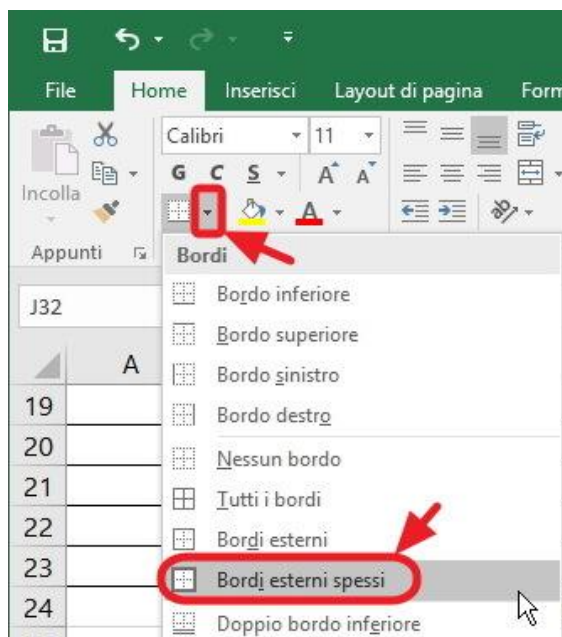 File Home Inserisci Layout di pagina Form
Calibri 11
G C S A A
Incolla
A
Appunti
Bordi
J32
Bordo inferiore
Bordo superiore
A
Bordo sinistro
19
Bordo destro
20
Nessun bordo
21
Tutti i bordi
22
Bordi esterni
23
Bordi esterni spessi
24
Doppio bordo inferiore